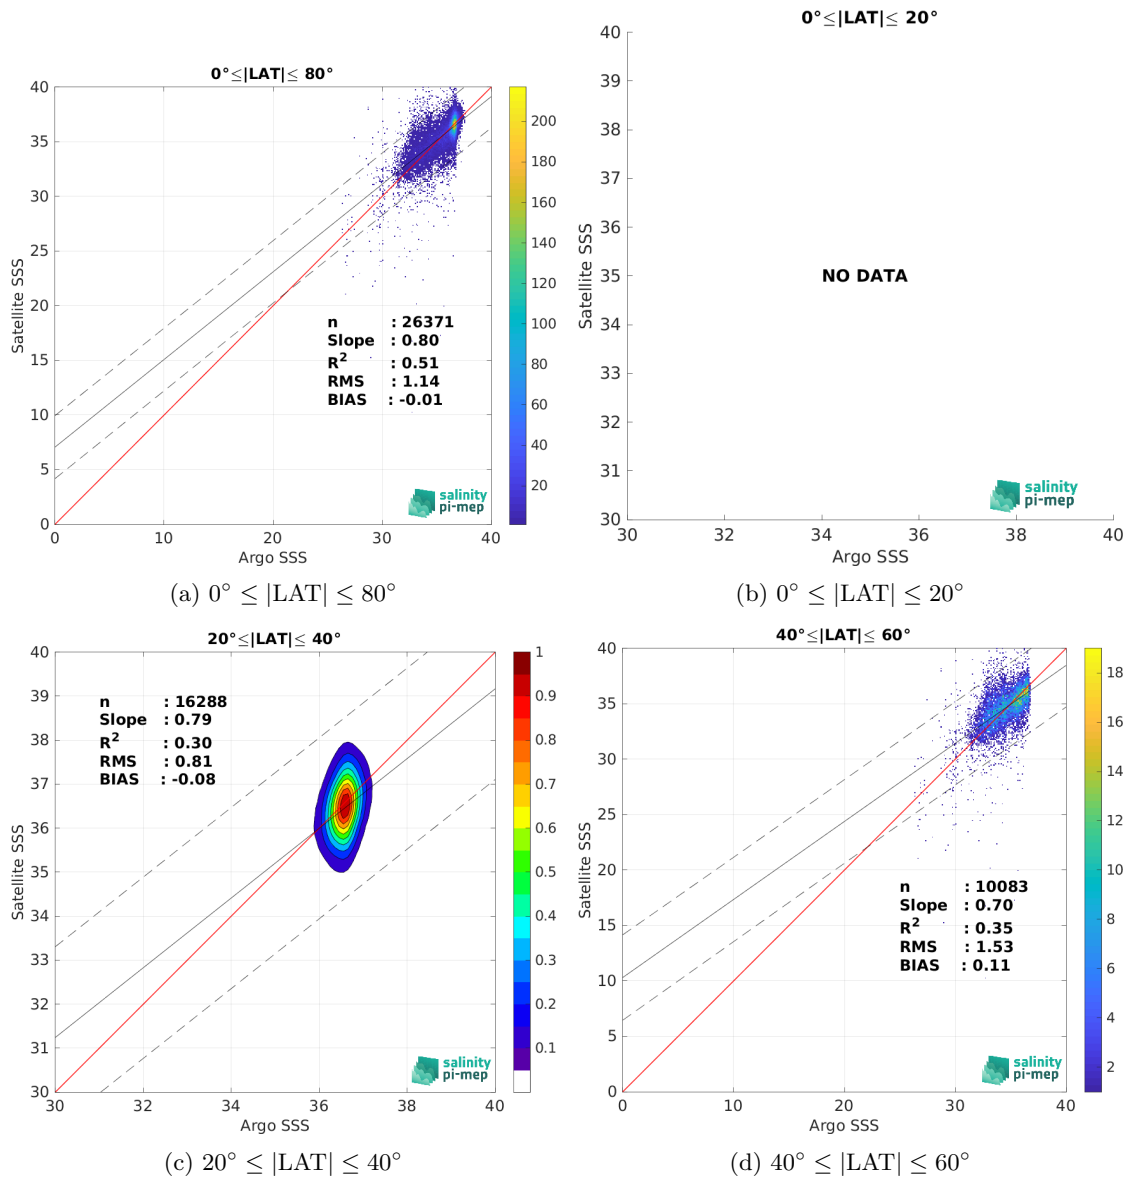 0°≤|LAT|≤ 80°
40
35
30
25
20
15
10
5
0
Satellite SSS
0
10
20
30
40
Argo SSS
n : 26371
Slope : 0.80
R² : 0.51
RMS : 1.14
BIAS : -0.01
salinity
pi-mep
200
180
160
140
120
100
80
60
40
20
(a) 0° ≤ |LAT| ≤ 80°
0°≤|LAT|≤ 20°
40
39
38
37
36
35
34
33
32
31
30
Satellite SSS
NO DATA
30
32
34
36
38
40
Argo SSS
salinity
pi-mep
(b) 0° ≤ |LAT| ≤ 20°
20°≤|LAT|≤ 40°
40
39
38
37
36
35
34
33
32
31
30
Satellite SSS
n : 16288
Slope : 0.79
R² : 0.30
RMS : 0.81
BIAS : -0.08
30
32
34
36
38
40
Argo SSS
salinity
pi-mep
1
0.9
0.8
0.7
0.6
0.5
0.4
0.3
0.2
0.1
(c) 20° ≤ |LAT| ≤ 40°
40°≤|LAT|≤ 60°
40
35
30
25
20
15
10
5
0
Satellite SSS
n : 10083
Slope : 0.70
R² : 0.35
RMS : 1.53
BIAS : 0.11
0
10
20
30
40
Argo SSS
salinity
pi-mep
18
16
14
12
10
8
6
4
2
(d) 40° ≤ |LAT| ≤ 60°